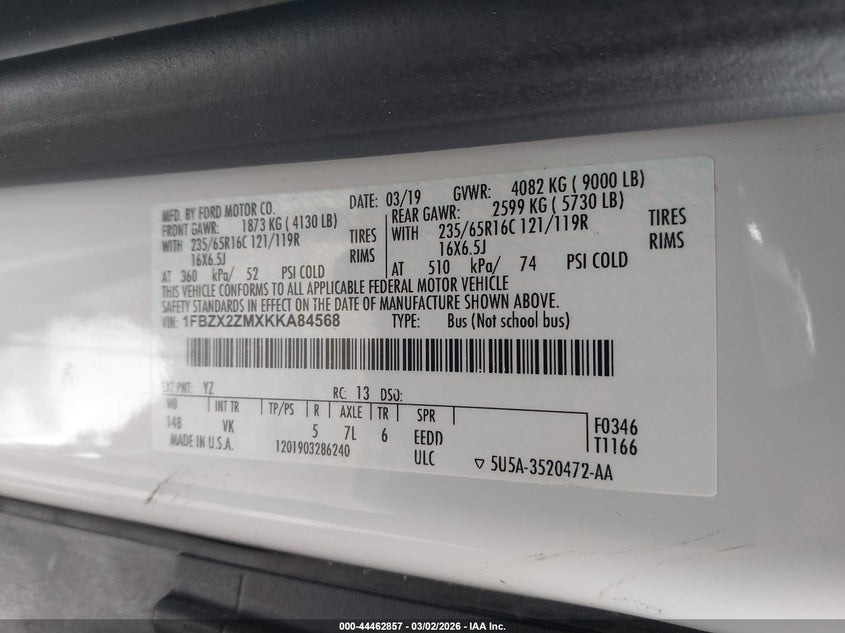 MFD. BY FORD MOTOR CO.
DATE: 03/19 GVWR: 4082 KG ( 9000 LB)
FRONT GAWR: 1873 KG ( 4130 LB)
WITH 235/65R16C 121/119R TIRES
16X6.5J RIMS
AT 360 kPa/ 52 PSI COLD
REAR GAWR: 2599 KG ( 5730 LB)
WITH 235/65R16C 121/119R TIRES
16X6.5J RIMS
AT 510 kPa/ 74 PSI COLD
THIS VEHICLE CONFORMS TO ALL APPLICABLE FEDERAL MOTOR VEHICLE
SAFETY STANDARDS IN EFFECT ON THE DATE OF MANUFACTURE SHOWN ABOVE.
VIN: 1FBZX2ZMXKKA84568 TYPE: Bus (Not school bus)
EXT PNT: YZ RC: 13 DSO:
WB INT TR TP/PS R AXLE TR SPR
148 VK 5 7L 6 EEDD F0346
MADE IN U.S.A. 1201903286240 ULC T1166
▽ 5U5A-3520472-AA
000-44462857 - 03/02/2026 - IAA Inc.